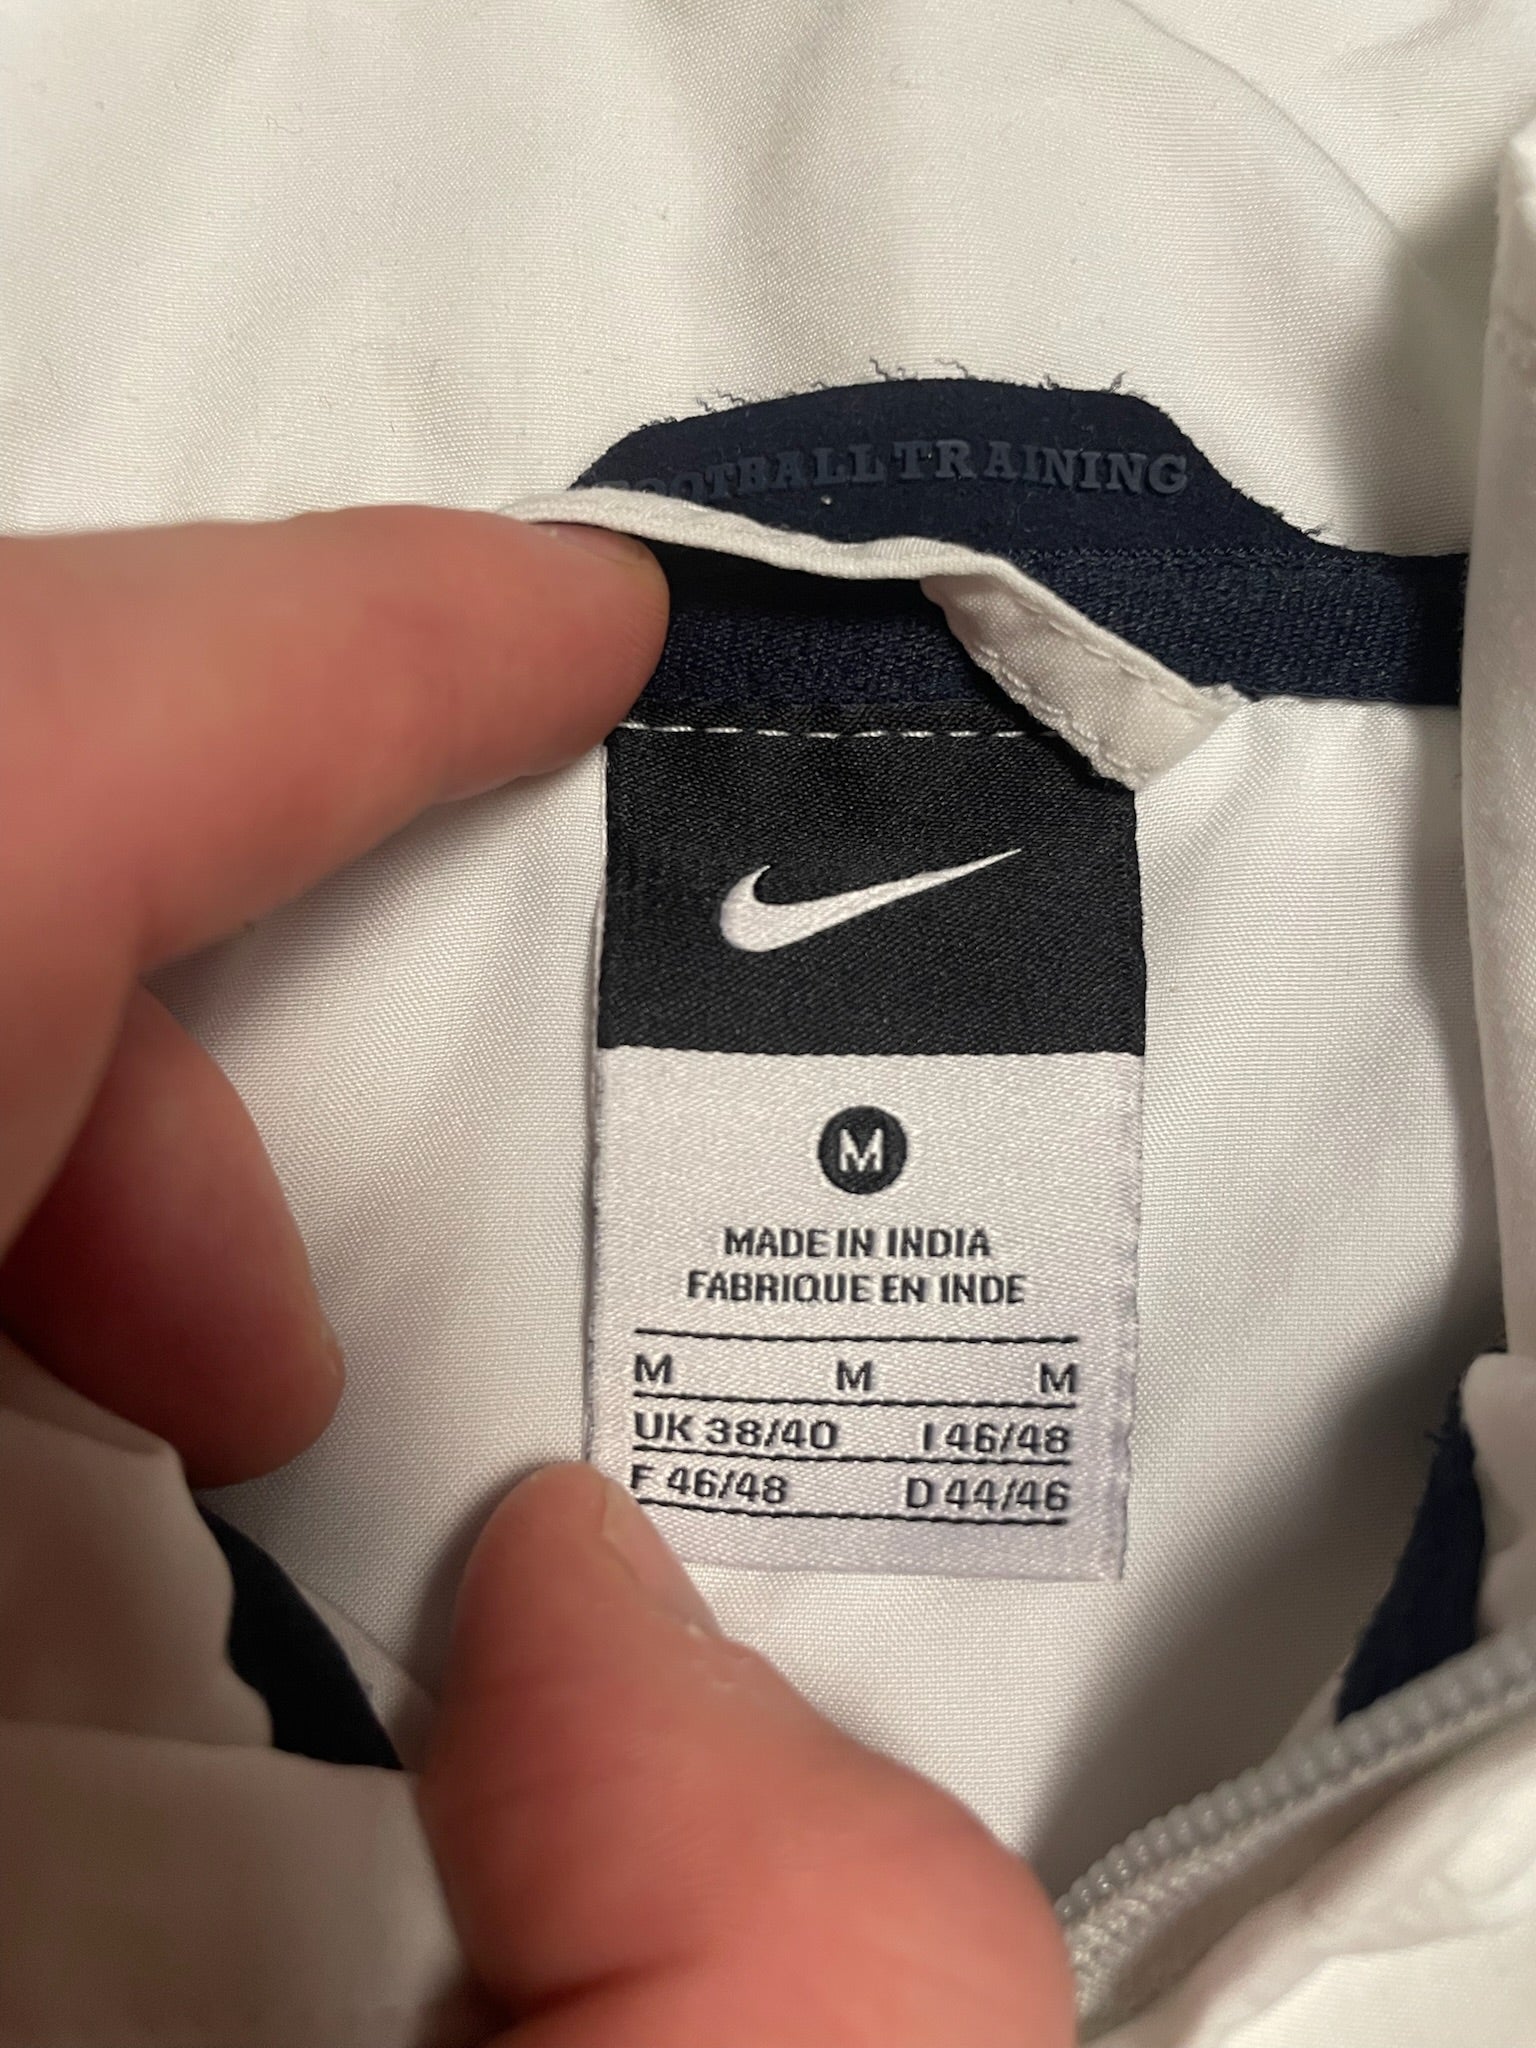 FOOTBALL TRAINING
M
MADE IN INDIA
FABRIQUE EN INDE
M M M
UK 38/40 I 46/48
F 46/48 D 44/46